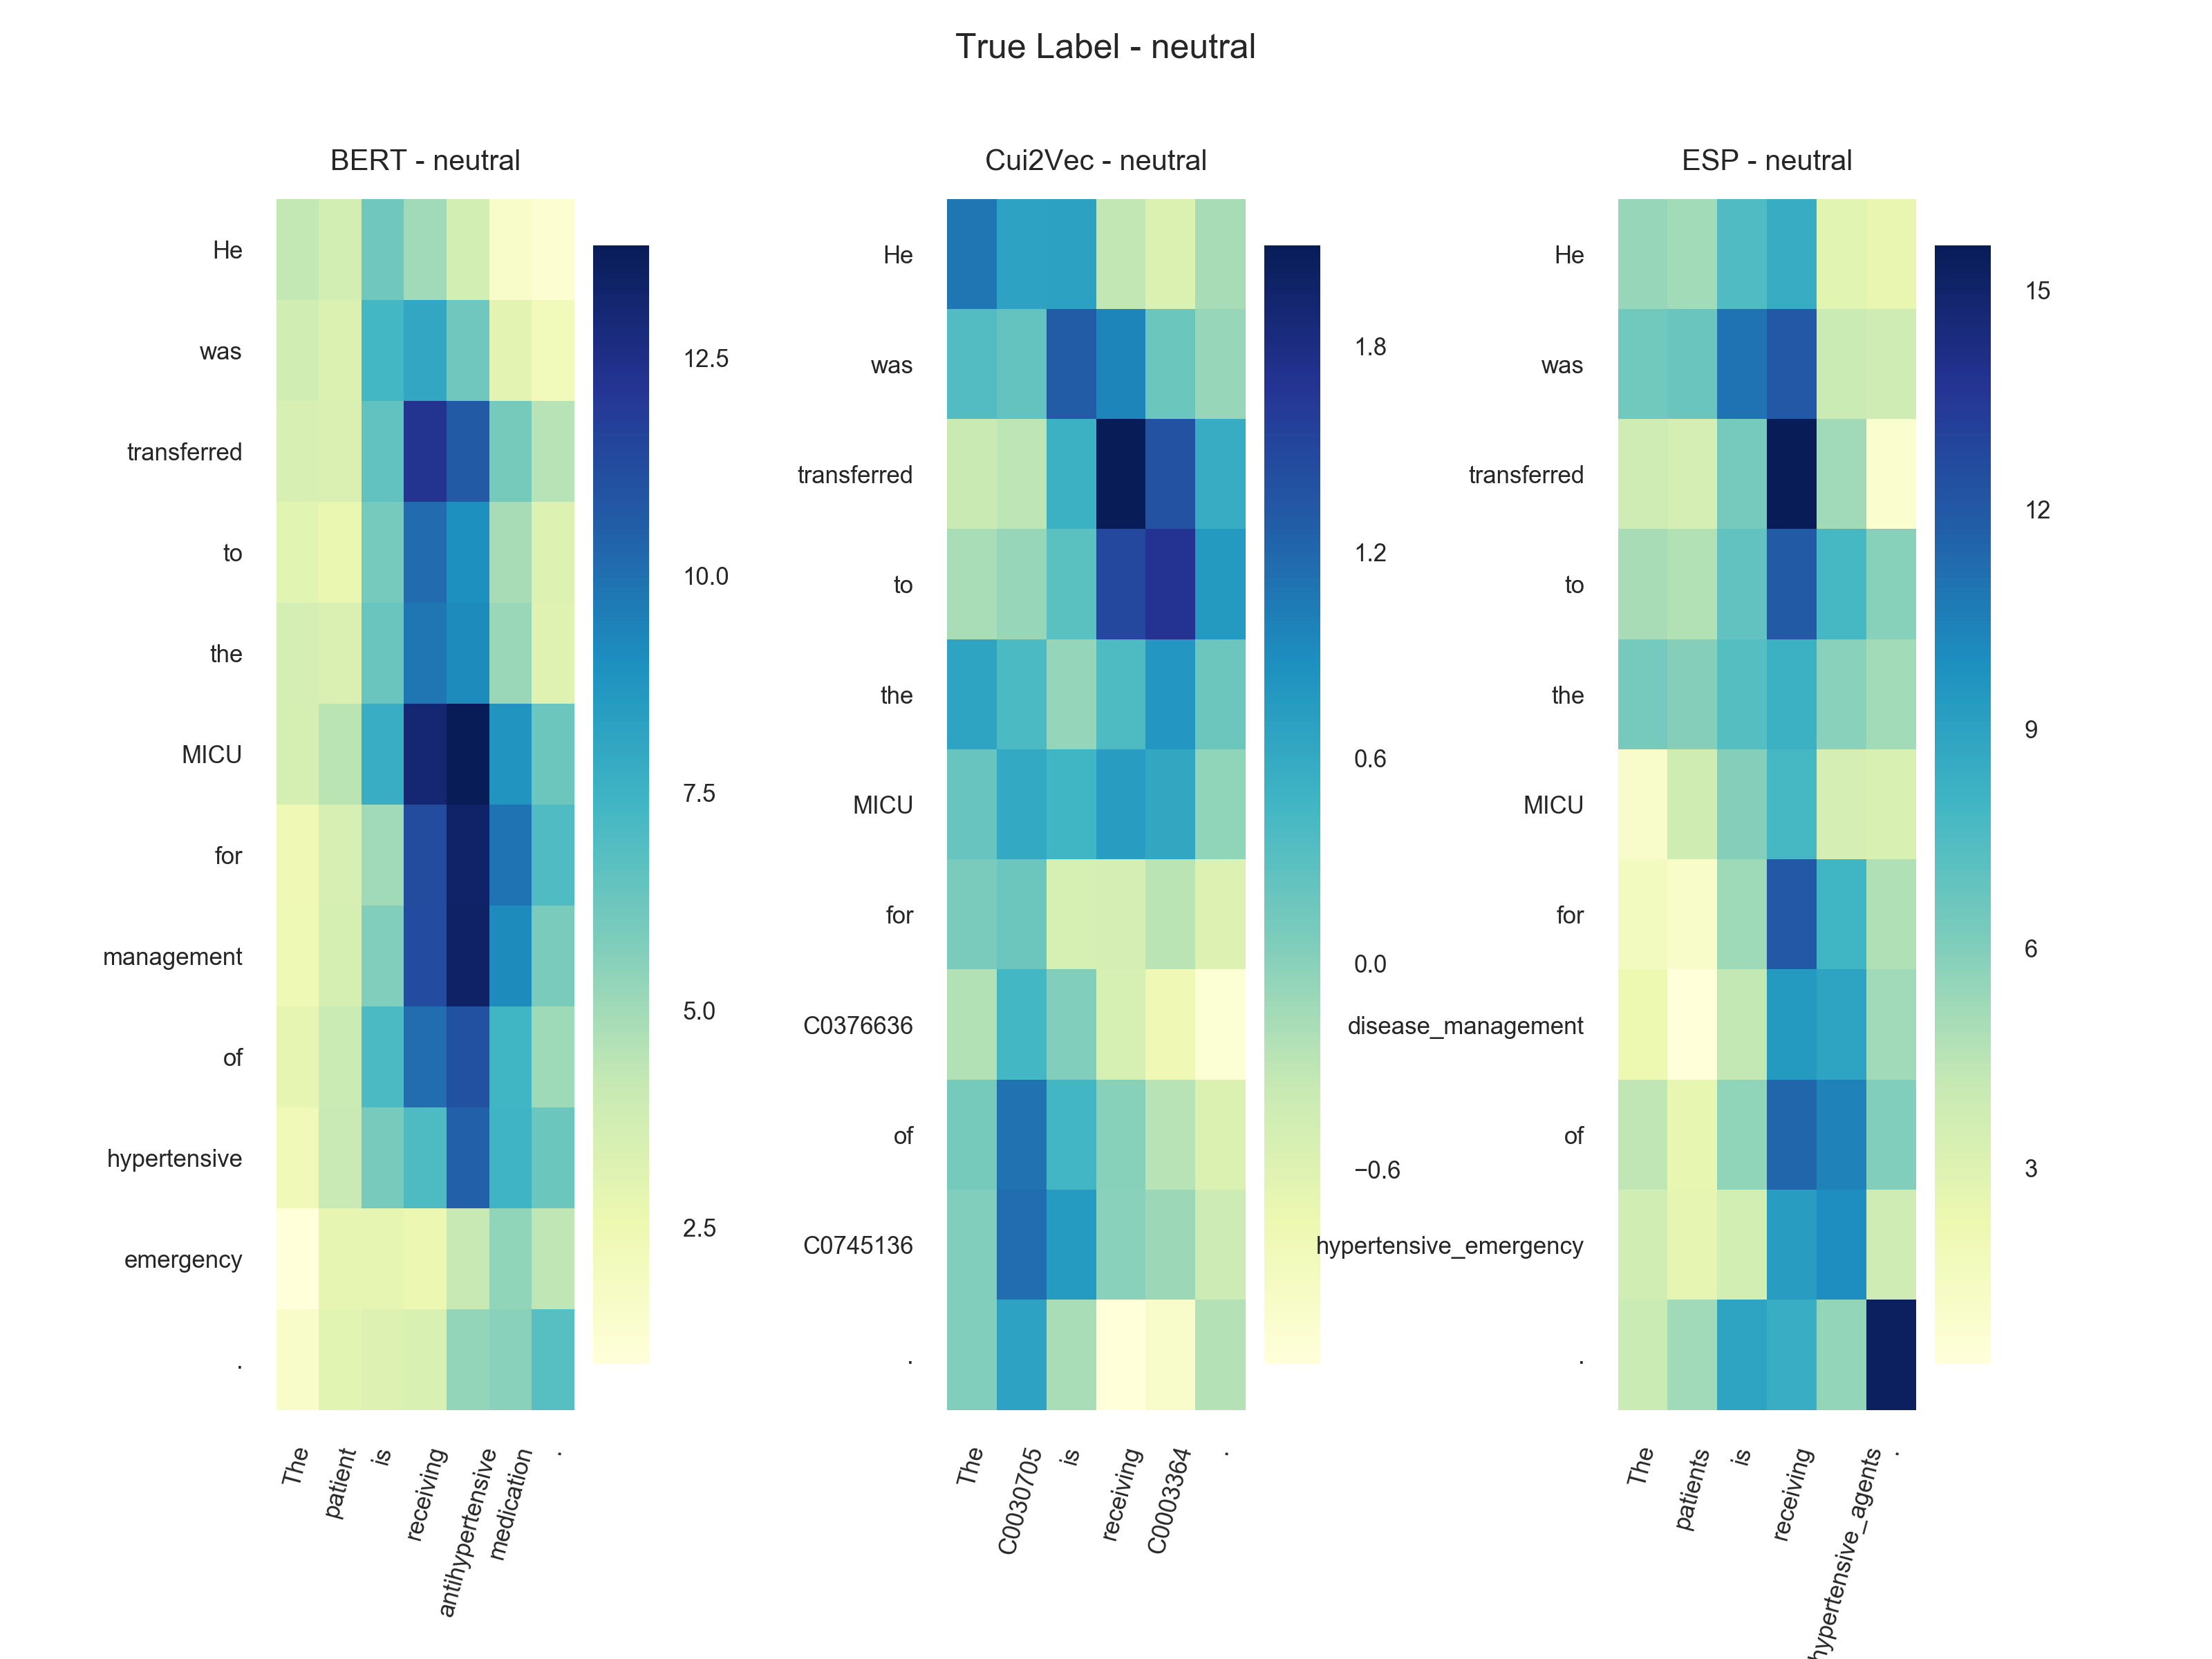 True Label - neutral
BERT - neutral
He
was
transferred
to
the
MICU
for
management
of
hypertensive
emergency
.
The
patient
is
receiving
antihypertensive
medication
.
12.5
10.0
7.5
5.0
2.5
Cui2Vec - neutral
He
was
transferred
to
the
MICU
for
C0376636
of
C0745136
.
The
C0030705
is
receiving
C0003364
.
1.8
1.2
0.6
0.0
−0.6
ESP - neutral
He
was
transferred
to
the
MICU
for
disease_management
of
hypertensive_emergency
.
The
patients
is
receiving
hypertensive_agents
.
15
12
9
6
3